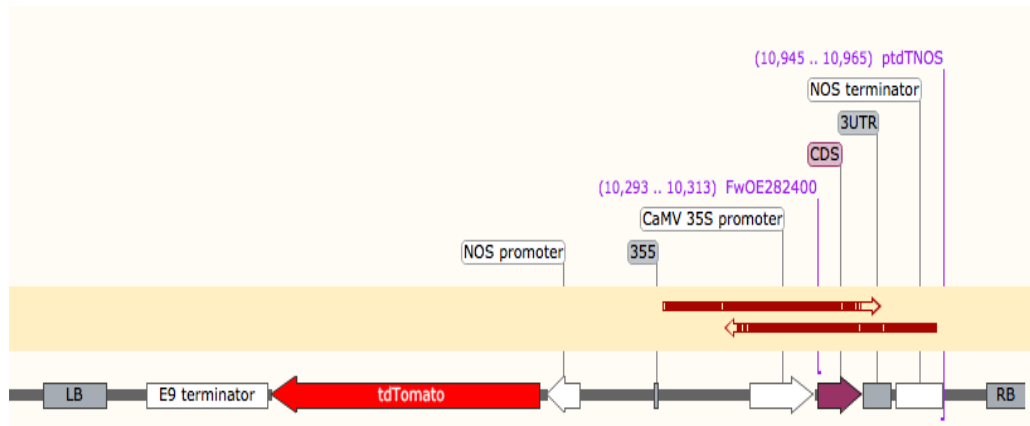 (10,945 .. 10,965) ptdTNOS
NOS terminator
3UTR
CDS
(10,293 .. 10,313) FwOE282400
CaMV 35S promoter
NOS promoter
355
LB
E9 terminator
tdTomato
RB